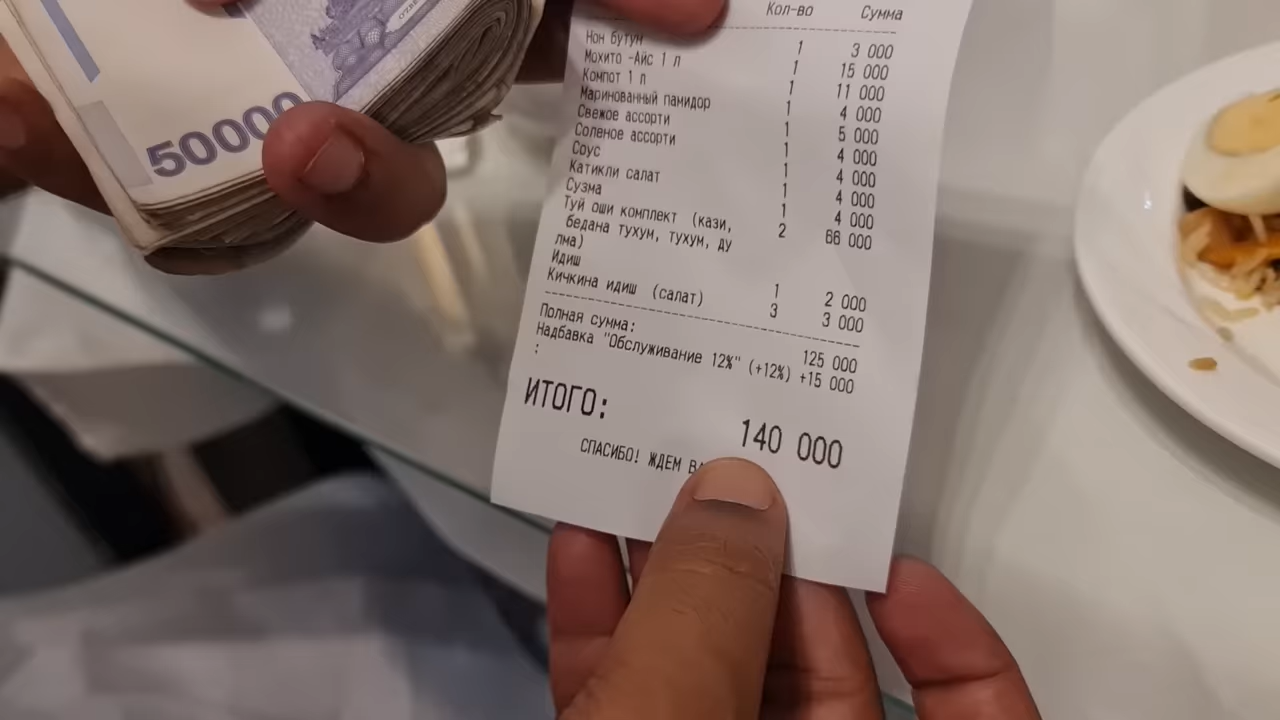 50000
Кол-во Сумма
Нон бутун 1 3 000
Мохито -Айс 1 л 1 15 000
Компот 1 л 1 11 000
Маринованный памидор 1 4 000
Свежое ассорти 1 5 000
Соленое ассорти 1 4 000
Соус 1 4 000
Катикли салат 1 4 000
Сузма 1 4 000
Туй оши комплект (кази, 2 66 000
бедана тухум, тухум, ду
лма)
Идиш 1 2 000
Кичкина идиш (салат) 3 3 000
Полная сумма: 125 000
Надбавка "Обслуживание 12%" (+12%) +15 000
:
ИТОГО: 140 000
СПАСИБО! ЖДЕМ